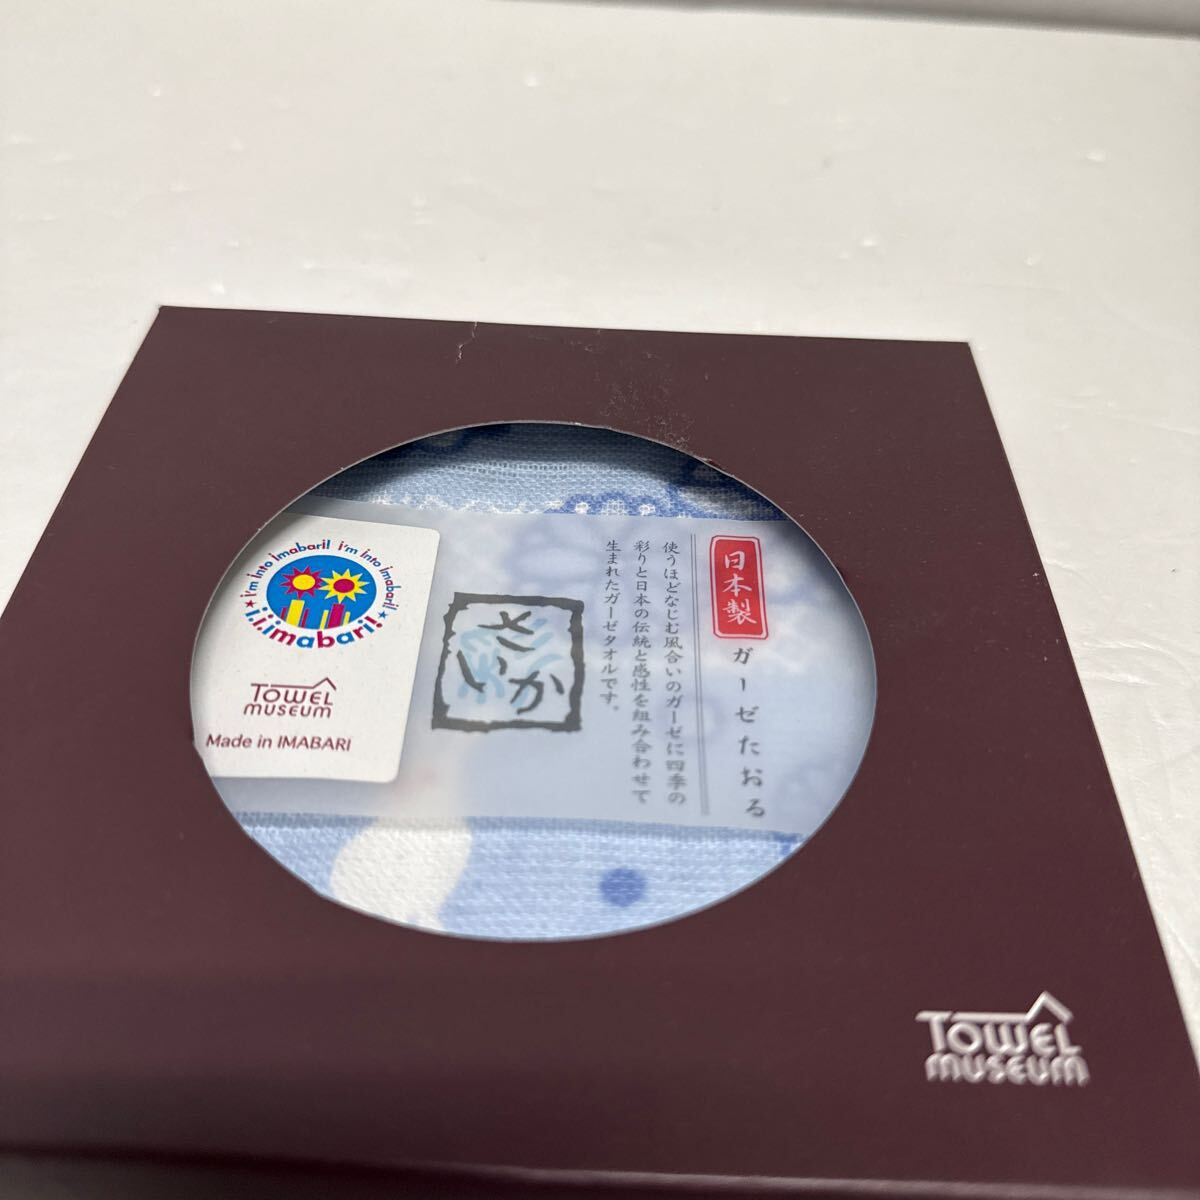 i'm into imabari! i'm into imabari!
i.i.imabari!
TOWEL
MUSEUM
Made in IMABARI
さいか
彩
日本製
ガーゼたおる
使うほどなじむ風合いのガーゼに四季の
彩りと日本の伝統と感性を組み合わせて
生まれたガーゼタオルです。
TOWEL
MUSEUM